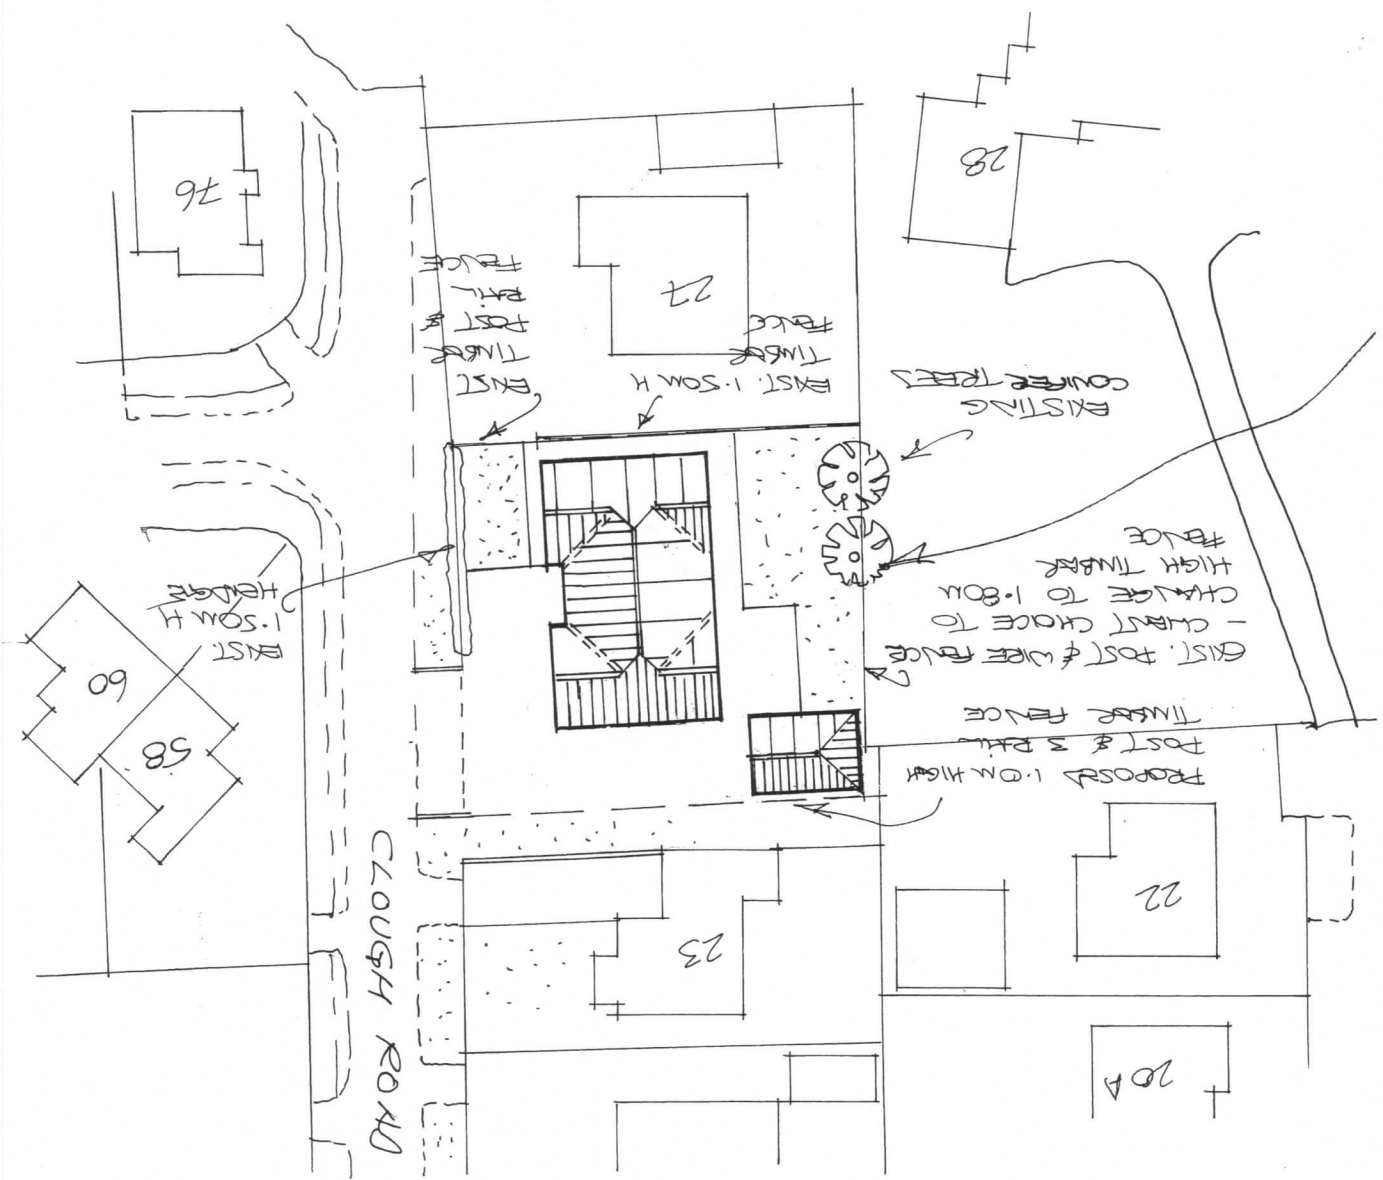 20A
22
23
PROPOSED 1.0M HIGH
POST & 3 RAIL
TIMBER FENCE
EXIST. POST & WIRE FENCE
- CLIENT CHOICE TO
CHANGE TO 1.80M
HIGH TIMBER
FENCE
EXISTING
CONIFER TREES
EXIST. 1.50M H
TIMBER
FENCE
EXIST
TIMBER
POST &
RAIL
FENCE
EXIST.
1.50M H
HEDGE
CLOUGH ROAD
58
60
27
28
76